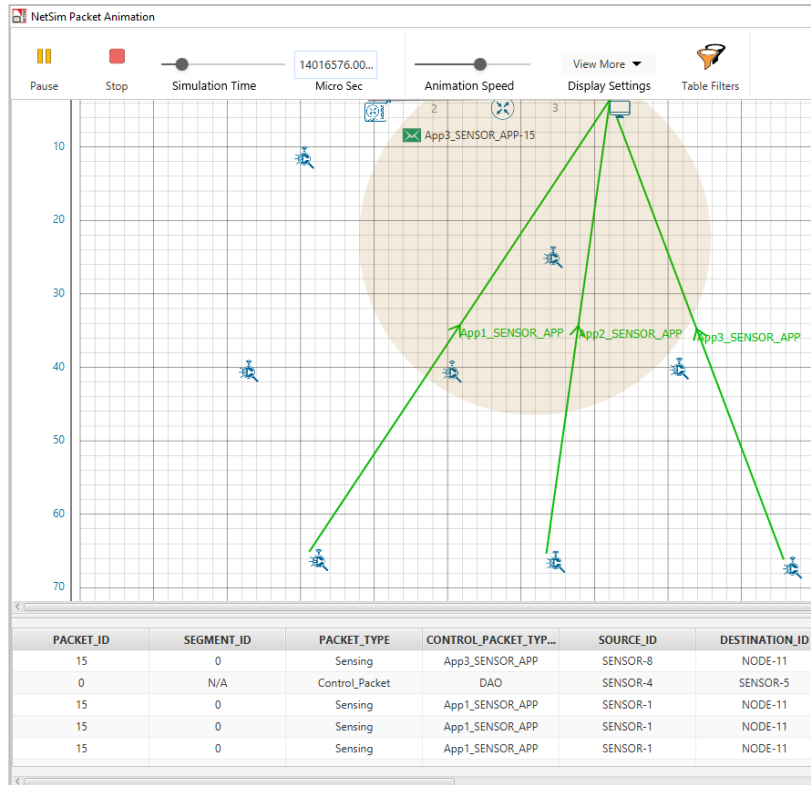 NetSim Packet Animation
14016576.00...
View More
Pause Stop Simulation Time Micro Sec Animation Speed Display Settings Table Filters
2 3
App3_SENSOR_APP-15
10
20
30
App1_SENSOR_APP App2_SENSOR_APP App3_SENSOR_APP
40
50
60
70
PACKET_ID SEGMENT_ID PACKET_TYPE CONTROL_PACKET_TYP... SOURCE_ID DESTINATION_ID
15 0 Sensing App3_SENSOR_APP SENSOR-8 NODE-11
0 N/A Control_Packet DAO SENSOR-4 SENSOR-5
15 0 Sensing App1_SENSOR_APP SENSOR-1 NODE-11
15 0 Sensing App1_SENSOR_APP SENSOR-1 NODE-11
15 0 Sensing App1_SENSOR_APP SENSOR-1 NODE-11